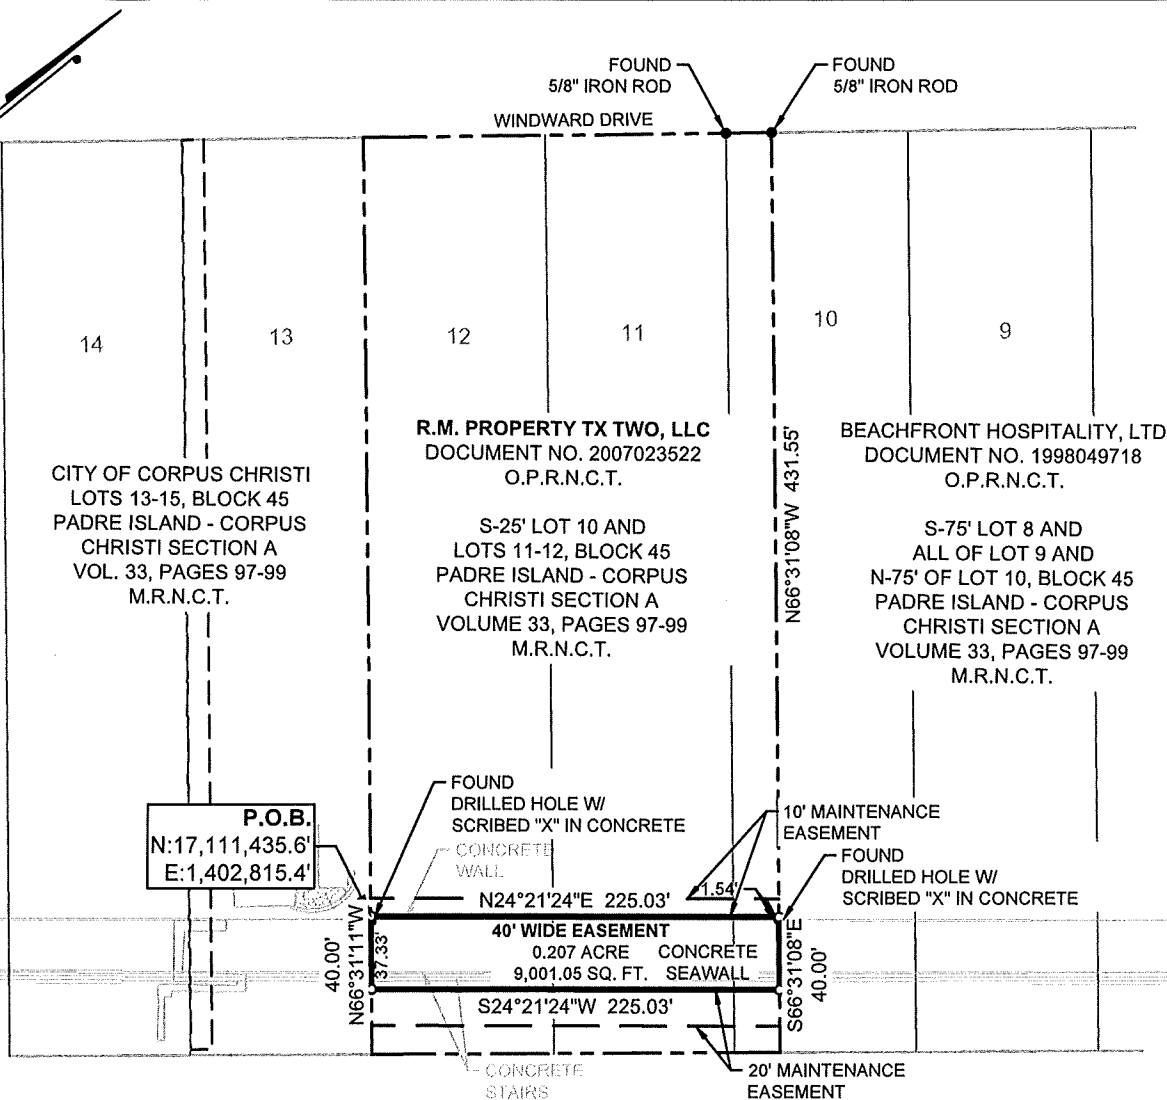 FOUND
5/8" IRON ROD
FOUND
5/8" IRON ROD
WINDWARD DRIVE
14
13
12
11
10
9
CITY OF CORPUS CHRISTI
LOTS 13-15, BLOCK 45
PADRE ISLAND - CORPUS
CHRISTI SECTION A
VOL. 33, PAGES 97-99
M.R.N.C.T.
R.M. PROPERTY TX TWO, LLC
DOCUMENT NO. 2007023522
O.P.R.N.C.T.
S-25' LOT 10 AND
LOTS 11-12, BLOCK 45
PADRE ISLAND - CORPUS
CHRISTI SECTION A
VOLUME 33, PAGES 97-99
M.R.N.C.T.
N66°31'08"W 431.55'
BEACHFRONT HOSPITALITY, LTD
DOCUMENT NO. 1998049718
O.P.R.N.C.T.
S-75' LOT 8 AND
ALL OF LOT 9 AND
N-75' OF LOT 10, BLOCK 45
PADRE ISLAND - CORPUS
CHRISTI SECTION A
VOLUME 33, PAGES 97-99
M.R.N.C.T.
P.O.B.
N:17,111,435.6'
E:1,402,815.4'
FOUND
DRILLED HOLE W/
SCRIBED "X" IN CONCRETE
CONCRETE
WALL
10' MAINTENANCE
EASEMENT
FOUND
DRILLED HOLE W/
SCRIBED "X" IN CONCRETE
1.54'
N24°21'24"E 225.03'
N66°31'11"W
40.00'
37.33'
40' WIDE EASEMENT
0.207 ACRE
9,001.05 SQ. FT.
CONCRETE
SEAWALL
S66°31'08"E
40.00'
S24°21'24"W 225.03'
CONCRETE
STAIRS
20' MAINTENANCE
EASEMENT